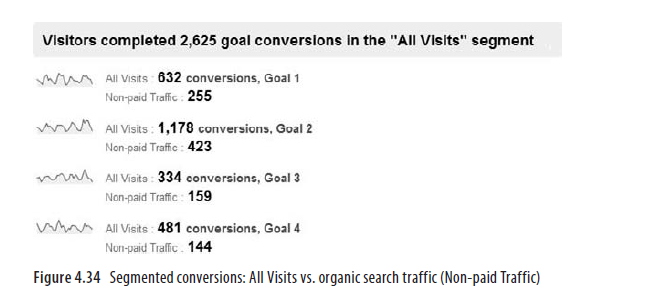 Visitors completed 2,625 goal conversions in the "All Visits" segment
All Visits : 632 conversions, Goal 1
Non-paid Traffic : 255
All Visits : 1,178 conversions, Goal 2
Non-paid Traffic : 423
All Visits : 334 conversions, Goal 3
Non-paid Traffic : 159
All Visits : 481 conversions, Goal 4
Non-paid Traffic : 144
Figure 4.34 Segmented conversions: All Visits vs. organic search traffic (Non-paid Traffic)